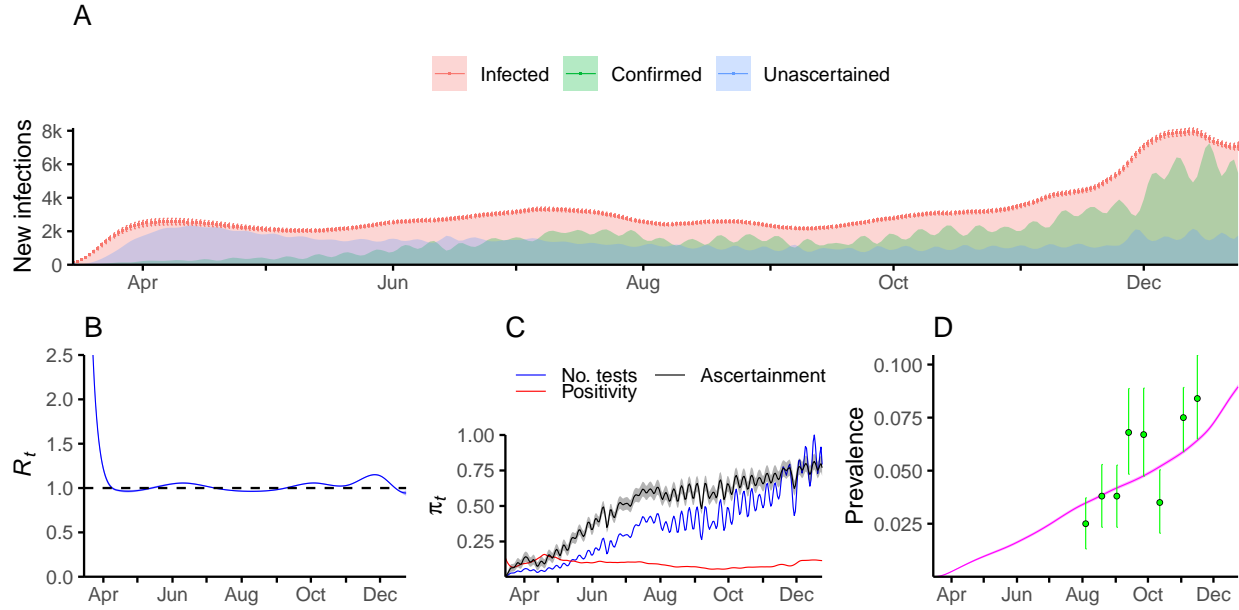 A
Infected Confirmed Unascertained
New infections
8k
6k
4k
2k
0
Apr Jun Aug Oct Dec
B
R_t
2.5
2.0
1.5
1.0
0.5
0.0
Apr Jun Aug Oct Dec
C
No. tests Ascertainment
Positivity
π_t
1.00
0.75
0.50
0.25
Apr Jun Aug Oct Dec
D
Prevalence
0.100
0.075
0.050
0.025
Apr Jun Aug Oct Dec